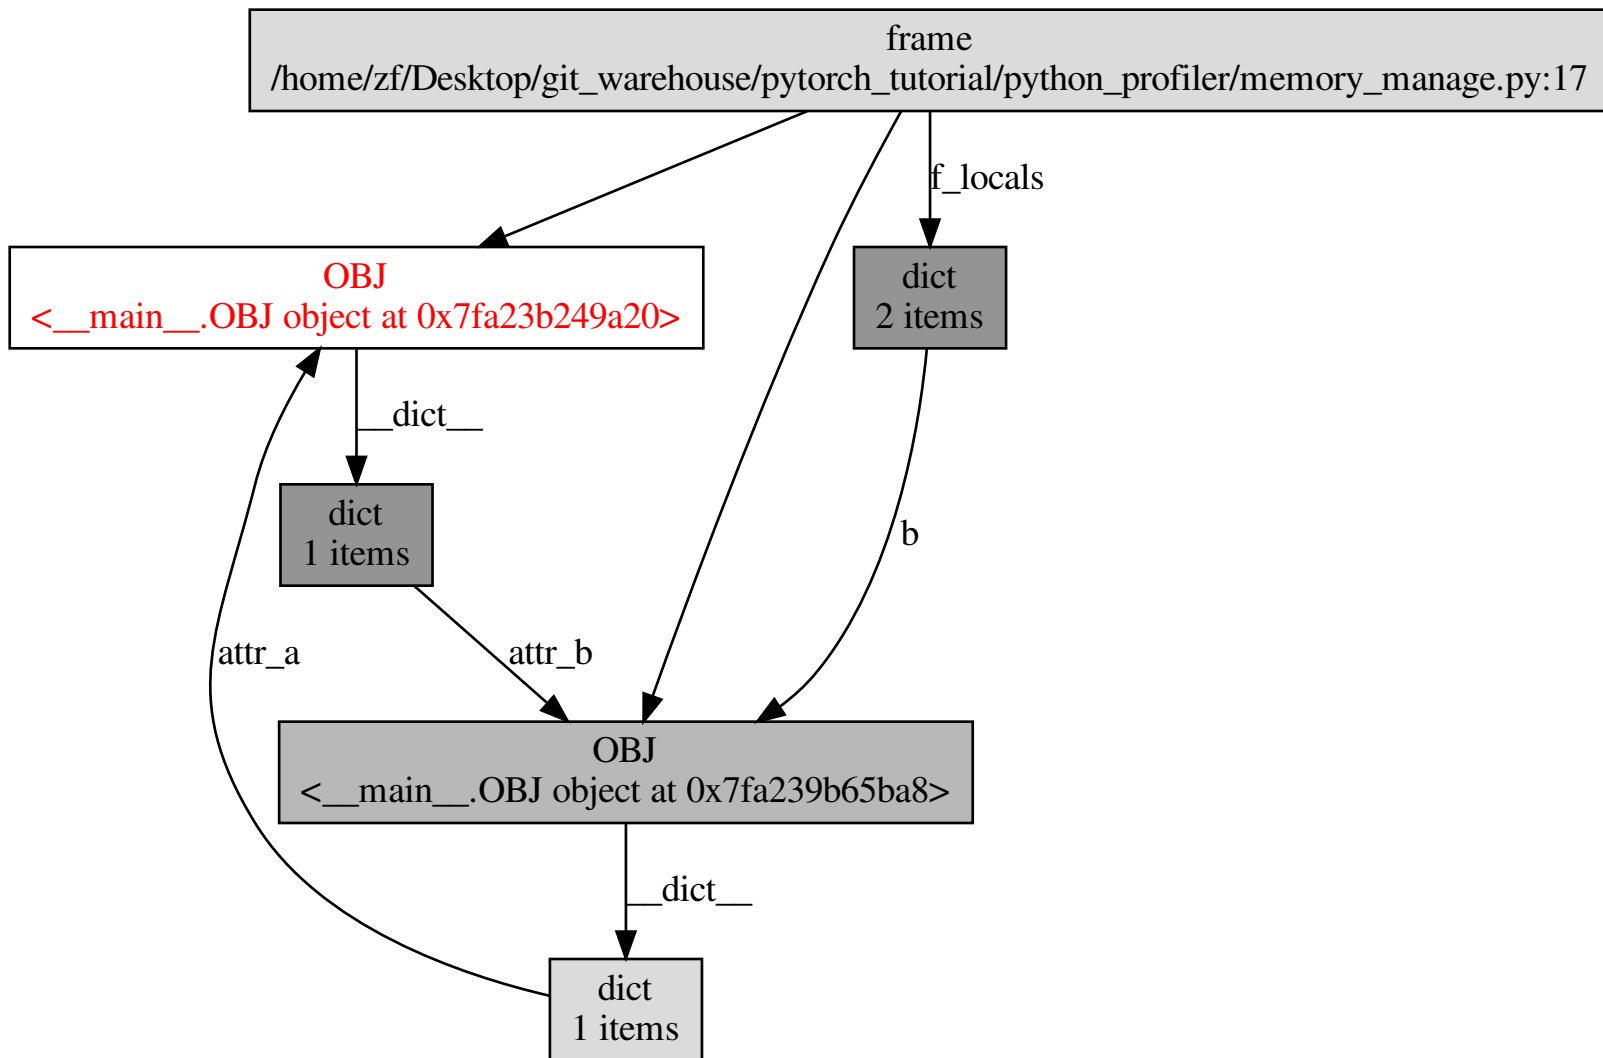 frame
/home/zf/Desktop/git_warehouse/pytorch_tutorial/python_profiler/memory_manage.py:17
f_locals
OBJ
<__main__.OBJ object at 0x7fa23b249a20>
dict
2 items
__dict__
dict
1 items
b
attr_a
attr_b
OBJ
<__main__.OBJ object at 0x7fa239b65ba8>
__dict__
dict
1 items